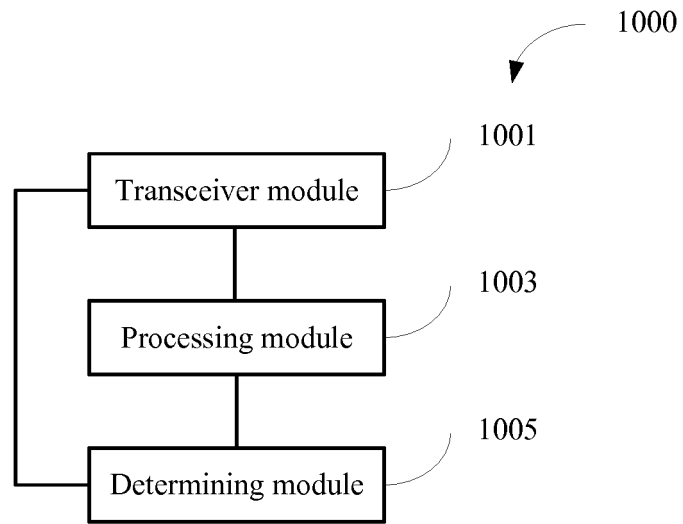 1000
1001
Transceiver module
1003
Processing module
1005
Determining module